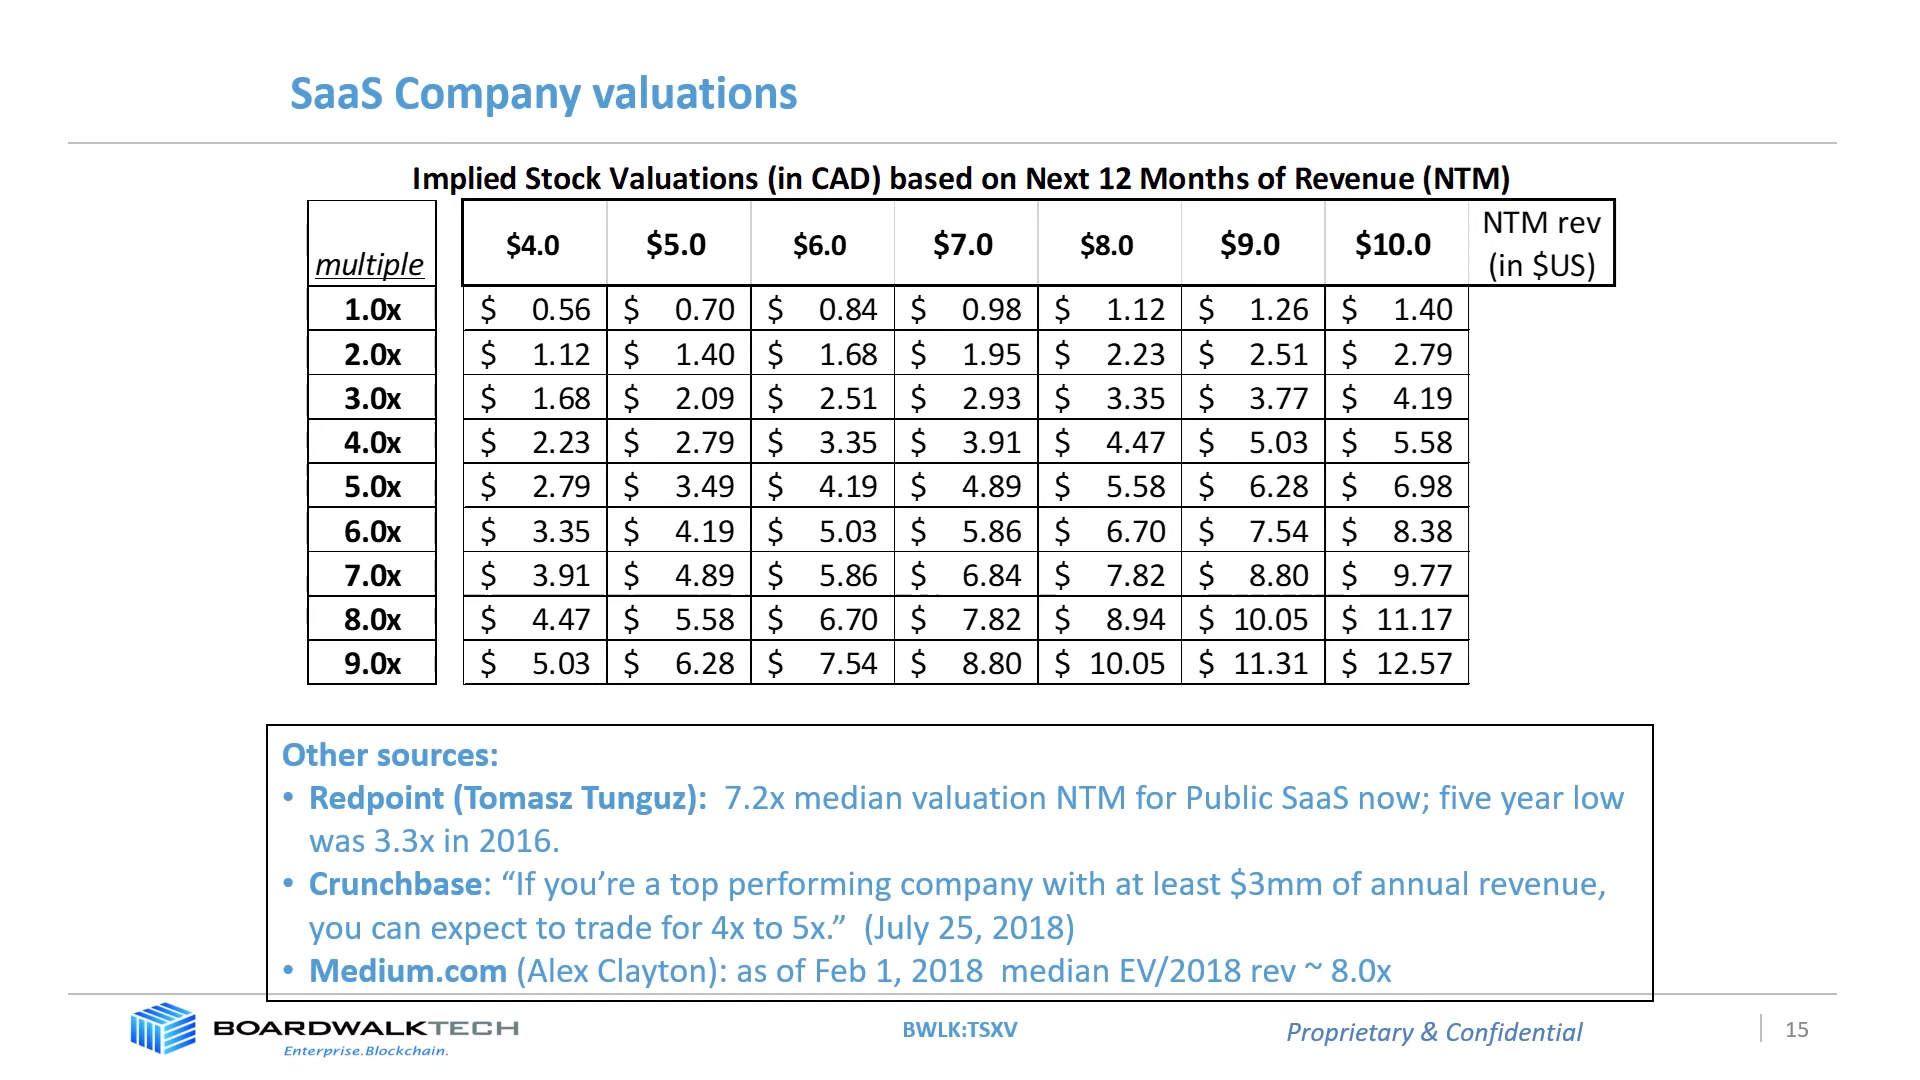 SaaS Company valuations
Implied Stock Valuations (in CAD) based on Next 12 Months of Revenue (NTM)
multiple $4.0 $5.0 $6.0 $7.0 $8.0 $9.0 $10.0 NTM rev (in $US)
1.0x $ 0.56 $ 0.70 $ 0.84 $ 0.98 $ 1.12 $ 1.26 $ 1.40
2.0x $ 1.12 $ 1.40 $ 1.68 $ 1.95 $ 2.23 $ 2.51 $ 2.79
3.0x $ 1.68 $ 2.09 $ 2.51 $ 2.93 $ 3.35 $ 3.77 $ 4.19
4.0x $ 2.23 $ 2.79 $ 3.35 $ 3.91 $ 4.47 $ 5.03 $ 5.58
5.0x $ 2.79 $ 3.49 $ 4.19 $ 4.89 $ 5.58 $ 6.28 $ 6.98
6.0x $ 3.35 $ 4.19 $ 5.03 $ 5.86 $ 6.70 $ 7.54 $ 8.38
7.0x $ 3.91 $ 4.89 $ 5.86 $ 6.84 $ 7.82 $ 8.80 $ 9.77
8.0x $ 4.47 $ 5.58 $ 6.70 $ 7.82 $ 8.94 $ 10.05 $ 11.17
9.0x $ 5.03 $ 6.28 $ 7.54 $ 8.80 $ 10.05 $ 11.31 $ 12.57
Other sources:
• Redpoint (Tomasz Tunguz): 7.2x median valuation NTM for Public SaaS now; five year low
was 3.3x in 2016.
• Crunchbase: “If you’re a top performing company with at least $3mm of annual revenue,
you can expect to trade for 4x to 5x.” (July 25, 2018)
• Medium.com (Alex Clayton): as of Feb 1, 2018 median EV/2018 rev ~ 8.0x
BOARDWALKTECH
Enterprise.Blockchain.
BWLK:TSXV
Proprietary & Confidential
15